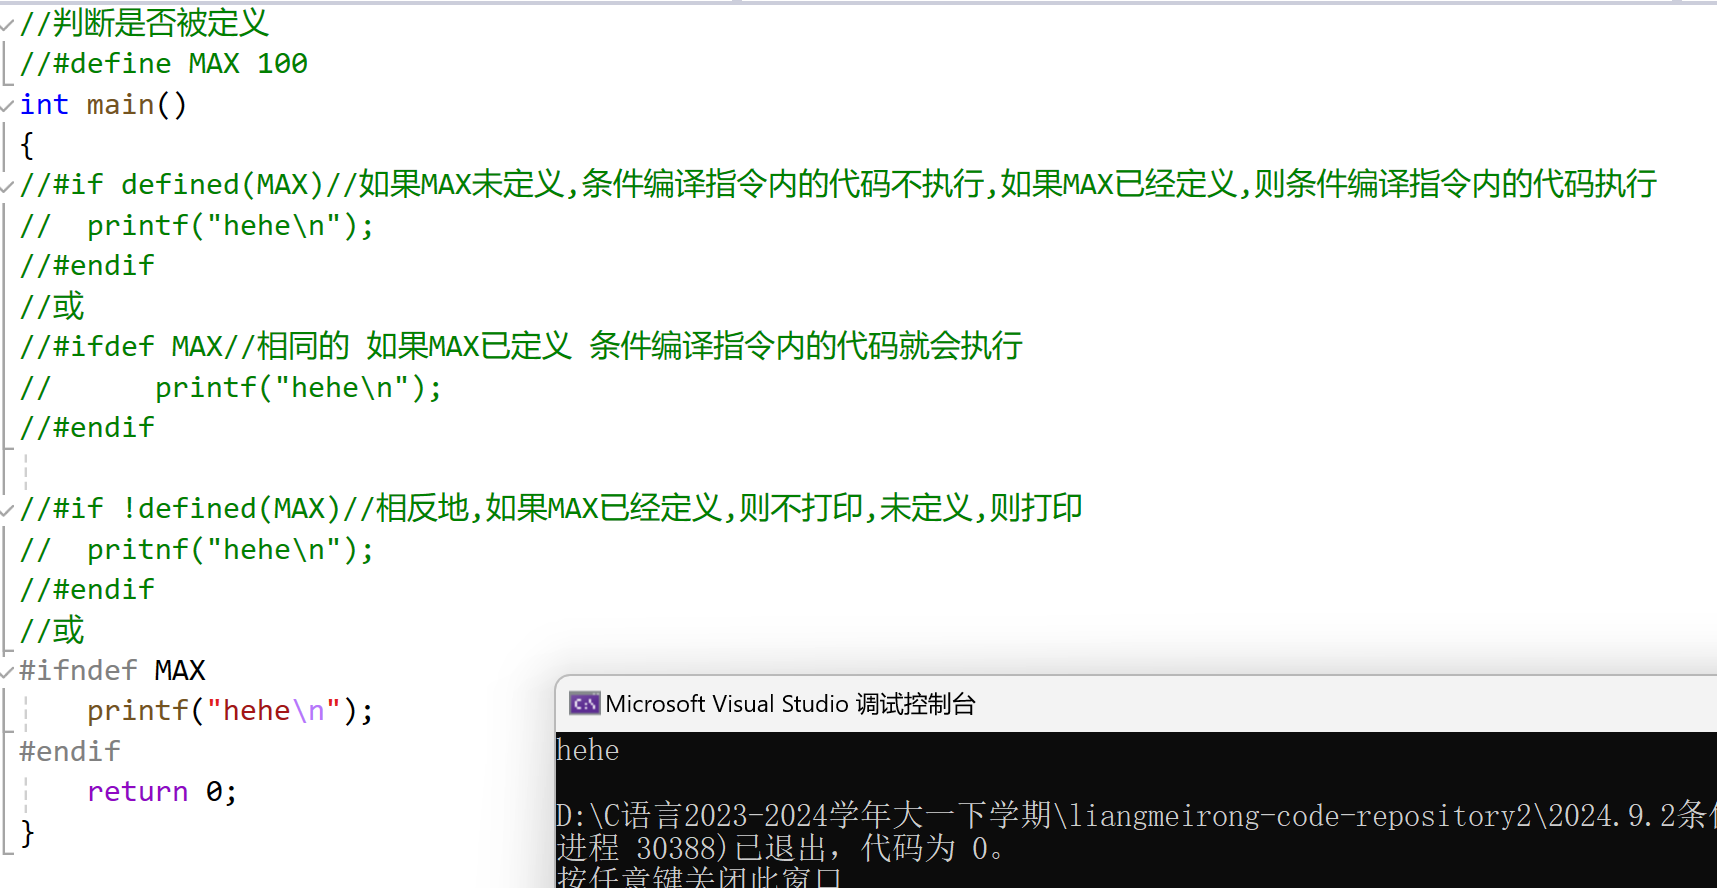 //判断是否被定义
//#define MAX 100
int main()
{
//#if defined(MAX)//如果MAX未定义,条件编译指令内的代码不执行,如果MAX已经定义,则条件编译指令内的代码执行
//  printf("hehe\n");
//#endif
//或
//#ifdef MAX//相同的 如果MAX已定义 条件编译指令内的代码就会执行
//      printf("hehe\n");
//#endif
//#if !defined(MAX)//相反地,如果MAX已经定义,则不打印,未定义,则打印
//  pritnf("hehe\n");
//#endif
//或
#ifndef MAX
    printf("hehe\n");
#endif
    return 0;
}
Microsoft Visual Studio 调试控制台
hehe
D:\C语言2023-2024学年大一下学期\liangmeirong-code-repository2\2024.9.2条
进程 30388)已退出，代码为 0。
按任意键关闭此窗口